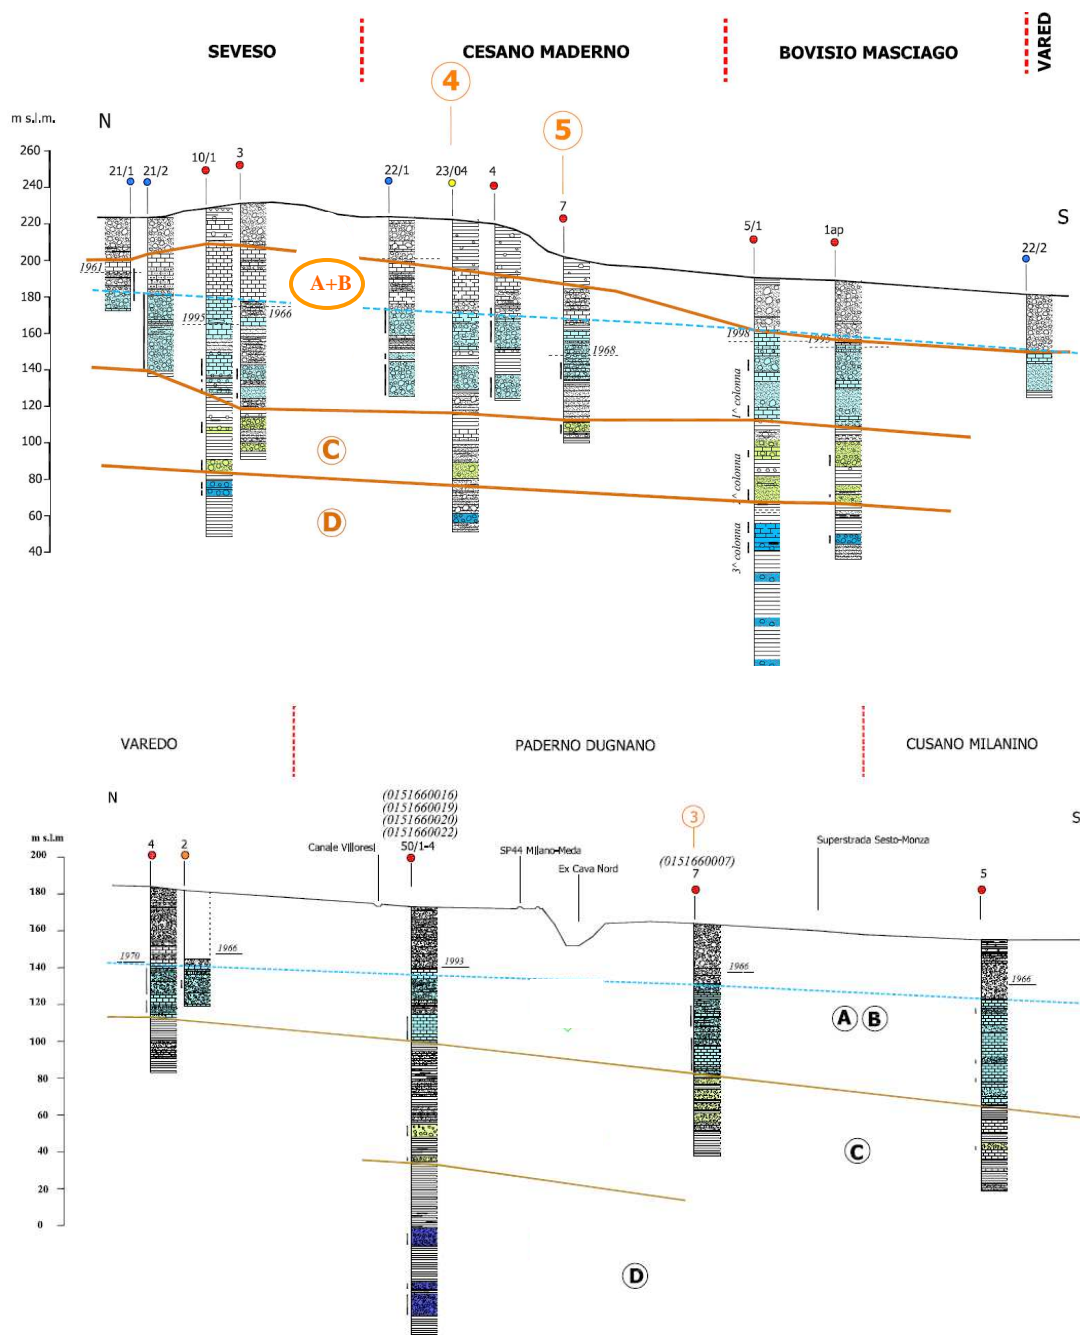 SEVESO CESANO MADERNO BOVISIO MASCIAGO VARED
4
5
m s.l.m. N
S
260
240
220
200
180
160
140
120
100
80
60
40
21/1 21/2 10/1 3 22/1 23/04 4 7 5/1 1ap 22/2
1961
A+B
1995 1966
1968
1998 1995
1^ colonna
2^ colonna
3^ colonna
C
D
VAREDO PADERNO DUGNANO CUSANO MILANINO
N
S
(0151660016)
(0151660019)
(0151660020)
(0151660022)
3
m s.l.m
4 2 Canale Villoresi 50/1-4 SP44 Milano-Meda Ex Cava Nord (0151660007) Superstrada Sesto-Monza
7 5
200
180
160
140
120
100
80
60
40
20
0
1970 1966 1993 1966 1966
A B
C
D